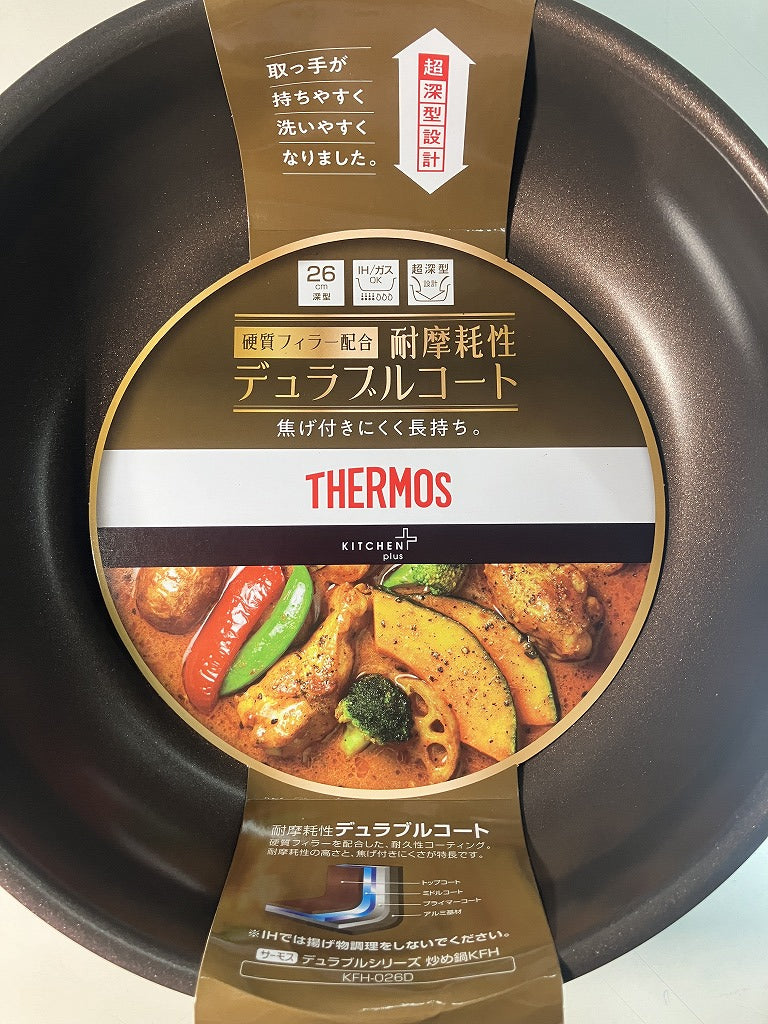 取っ手が
持ちやすく
洗いやすく
なりました。
超深型設計
26
cm
深型
IH/ガス
OK
超深型
設計
硬質フィラー配合 耐摩耗性
デュラブルコート
焦げ付きにくく長持ち。
THERMOS
KITCHEN
plus
耐摩耗性デュラブルコート
硬質フィラーを配合した、耐久性コーティング。
耐摩耗性の高さと、焦げ付きにくさが特長です。
トップコート
ミドルコート
プライマーコート
アルミ基材
※IHでは揚げ物調理をしないでください。
サーモス デュラブルシリーズ 炒め鍋KFH
KFH-026D